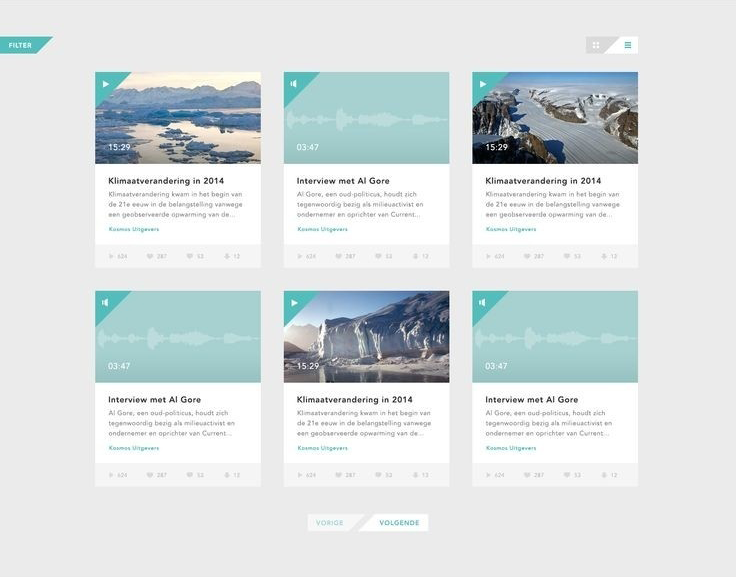 FILTER
15:29
Klimaatverandering in 2014
Klimaatverandering kwam in het begin van
de 21e eeuw in de belangstelling vanwege
een geobserveerde opwarming van de...
Kosmos Uitgevers
624 287 53 12
03:47
Interview met Al Gore
Al Gore, een oud-politicus, houdt zich
tegenwoordig bezig als milieuactivist en
ondernemer en oprichter van Current...
Kosmos Uitgevers
624 287 53 12
15:29
Klimaatverandering in 2014
Klimaatverandering kwam in het begin van
de 21e eeuw in de belangstelling vanwege
een geobserveerde opwarming van de...
Kosmos Uitgevers
624 287 53 12
03:47
Interview met Al Gore
Al Gore, een oud-politicus, houdt zich
tegenwoordig bezig als milieuactivist en
ondernemer en oprichter van Current...
Kosmos Uitgevers
624 287 53 12
15:29
Klimaatverandering in 2014
Klimaatverandering kwam in het begin van
de 21e eeuw in de belangstelling vanwege
een geobserveerde opwarming van de...
Kosmos Uitgevers
624 287 53 12
03:47
Interview met Al Gore
Al Gore, een oud-politicus, houdt zich
tegenwoordig bezig als milieuactivist en
ondernemer en oprichter van Current...
Kosmos Uitgevers
624 287 53 12
VORIGE VOLGENDE